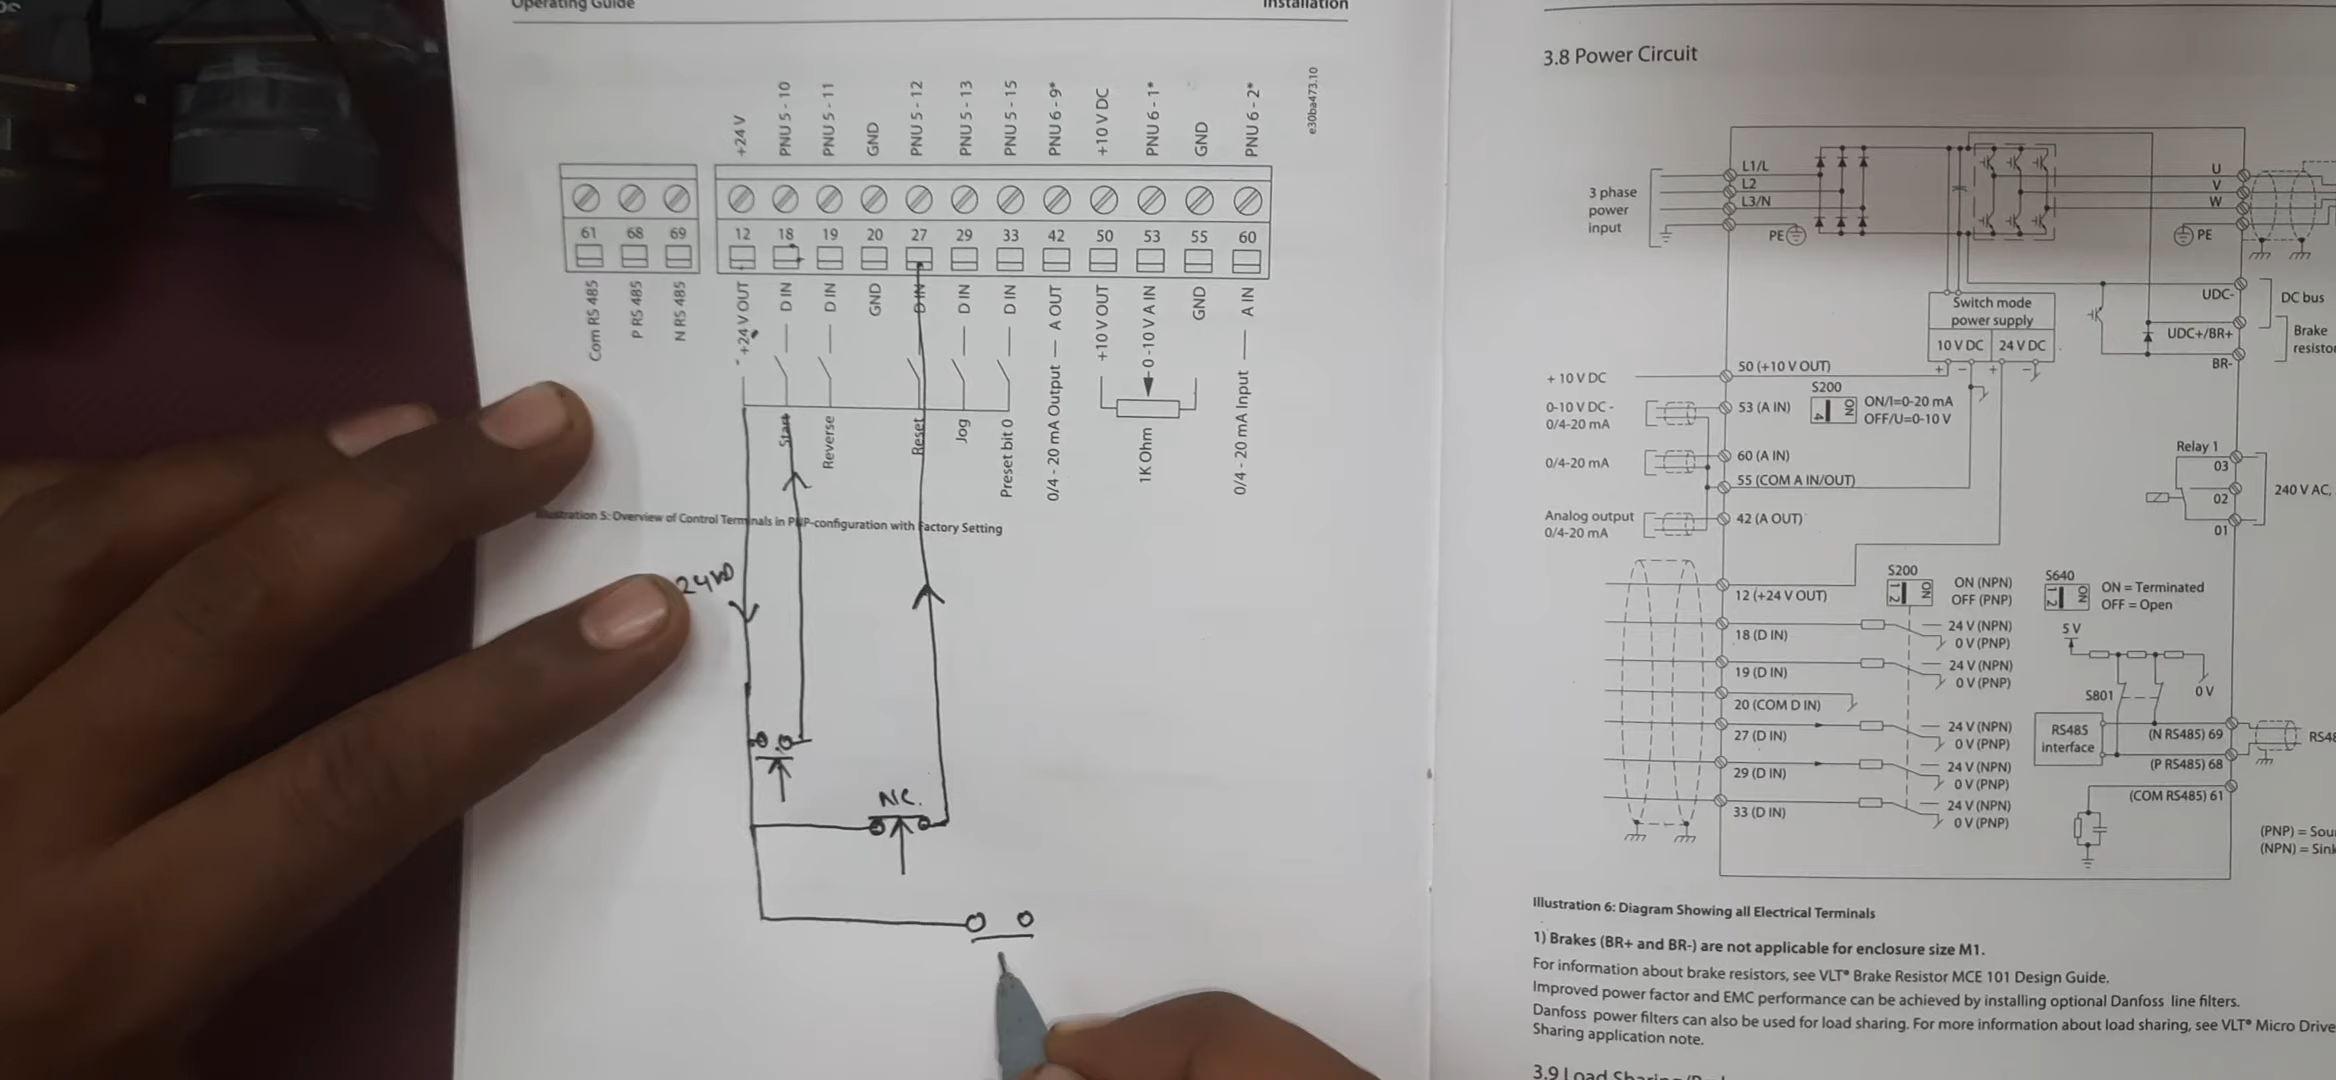 Operating Guide
Installation
+24 V
PNU 5 - 10
PNU 5 - 11
GND
PNU 5 - 12
PNU 5 - 13
PNU 5 - 15
PNU 6 - 9*
+10 V DC
PNU 6 - 1*
GND
PNU 6 - 2*
e30ba473.10
61 68 69 12 18 19 20 27 29 33 42 50 53 55 60
Com RS 485
P RS 485
N RS 485
+24 V OUT
D IN
D IN
GND
D IN
D IN
D IN
A OUT
+10 V OUT
0 -10 V A IN
GND
A IN
Start
Reverse
Reset
Jog
Preset bit 0
0/4 - 20 mA Output
1K Ohm
0/4 - 20 mA Input
Illustration 5: Overview of Control Terminals in PNP-configuration with Factory Setting
NC.
3.8 Power Circuit
3 phase
power
input
L1/L
L2
L3/N
PE
U
V
W
PE
Switch mode
power supply
10 V DC 24 V DC
+ − + −
UDC-
DC bus
UDC+/BR+
Brake
BR-
+ 10 V DC
50 (+10 V OUT)
0-10 V DC -
0/4-20 mA
53 (A IN)
S200
4 ON
ON/I=0-20 mA
OFF/U=0-10 V
0/4-20 mA
60 (A IN)
55 (COM A IN/OUT)
Analog output
0/4-20 mA
42 (A OUT)
Relay 1
03
02
01
240 V AC,
12 (+24 V OUT)
S200
1 2 ON
ON (NPN)
OFF (PNP)
S640
1 2 ON
ON = Terminated
OFF = Open
18 (D IN)
24 V (NPN)
0 V (PNP)
19 (D IN)
24 V (NPN)
0 V (PNP)
20 (COM D IN)
27 (D IN)
24 V (NPN)
0 V (PNP)
29 (D IN)
24 V (NPN)
0 V (PNP)
33 (D IN)
24 V (NPN)
0 V (PNP)
5 V
S801
0 V
RS485
interface
(N RS485) 69
(P RS485) 68
(COM RS485) 61
(PNP) =
(NPN) =
Illustration 6: Diagram Showing all Electrical Terminals
1) Brakes (BR+ and BR-) are not applicable for enclosure size M1.
For information about brake resistors, see VLT® Brake Resistor MCE 101 Design Guide.
Improved power factor and EMC performance can be achieved by installing optional Danfoss line filters.
Danfoss power filters can also be used for load sharing. For more information about load sharing, see VLT® Micro Drive
Sharing application note.
3.9 Load